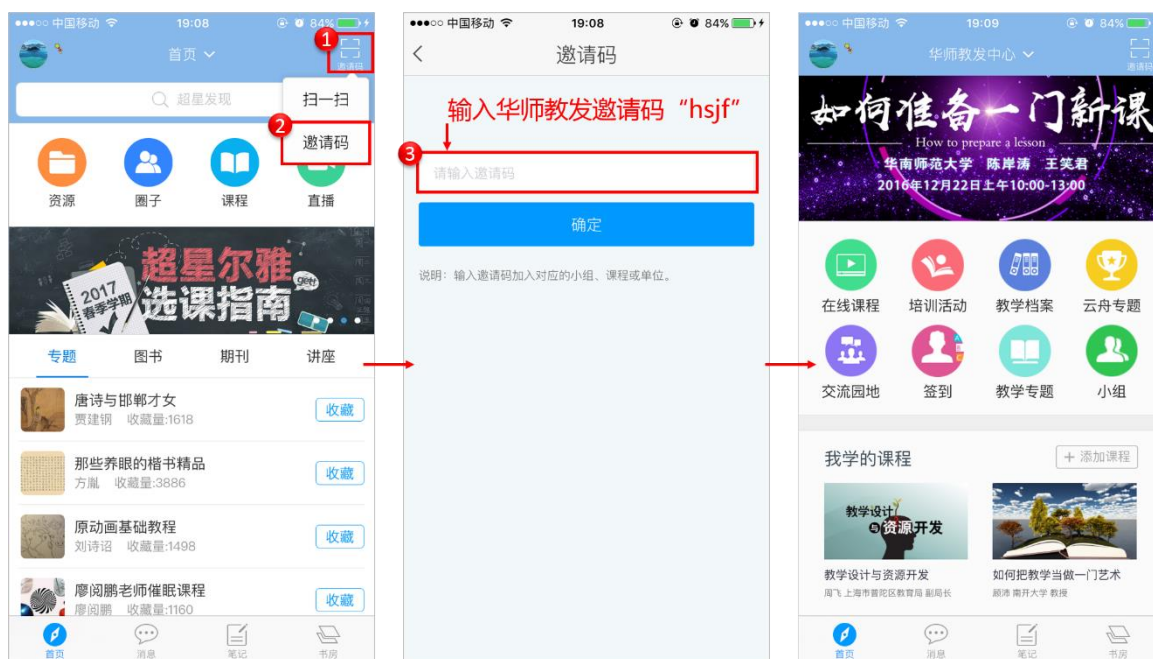 ●●●○○ 中国移动 19:08 84%
首页
邀请码
1
超星发现
扫一扫
2
邀请码
资源 圈子 课程 直播
超星尔雅
选课指南
get√
2017
春季学期
专题 图书 期刊 讲座
唐诗与邯郸才女
贾建钢 收藏量:1618
收藏
那些养眼的楷书精品
方胤 收藏量:3886
收藏
原动画基础教程
刘诗诏 收藏量:1498
收藏
廖阅鹏老师催眠课程
廖阅鹏 收藏量:1160
收藏
首页 消息 笔记 书房
●●●○○ 中国移动 19:08 84%
邀请码
输入华师教发邀请码“hsjf”
3
请输入邀请码
确定
说明：输入邀请码加入对应的小组、课程或单位。
●●●○○ 中国移动 19:09 84%
华师教发中心
邀请码
如何准备一门新课
How to prepare a lesson
华南师范大学 陈岸涛 王笑君
2016年12月22日上午10:00-13:00
在线课程 培训活动 教学档案 云舟专题
交流园地 签到 教学专题 小组
我学的课程
+ 添加课程
教学设计
与资源开发
教学设计与资源开发
周飞 上海市普陀区教育局 副局长
如何把教学当做一门艺术
顾沛 南开大学 教授
首页 消息 笔记 书房